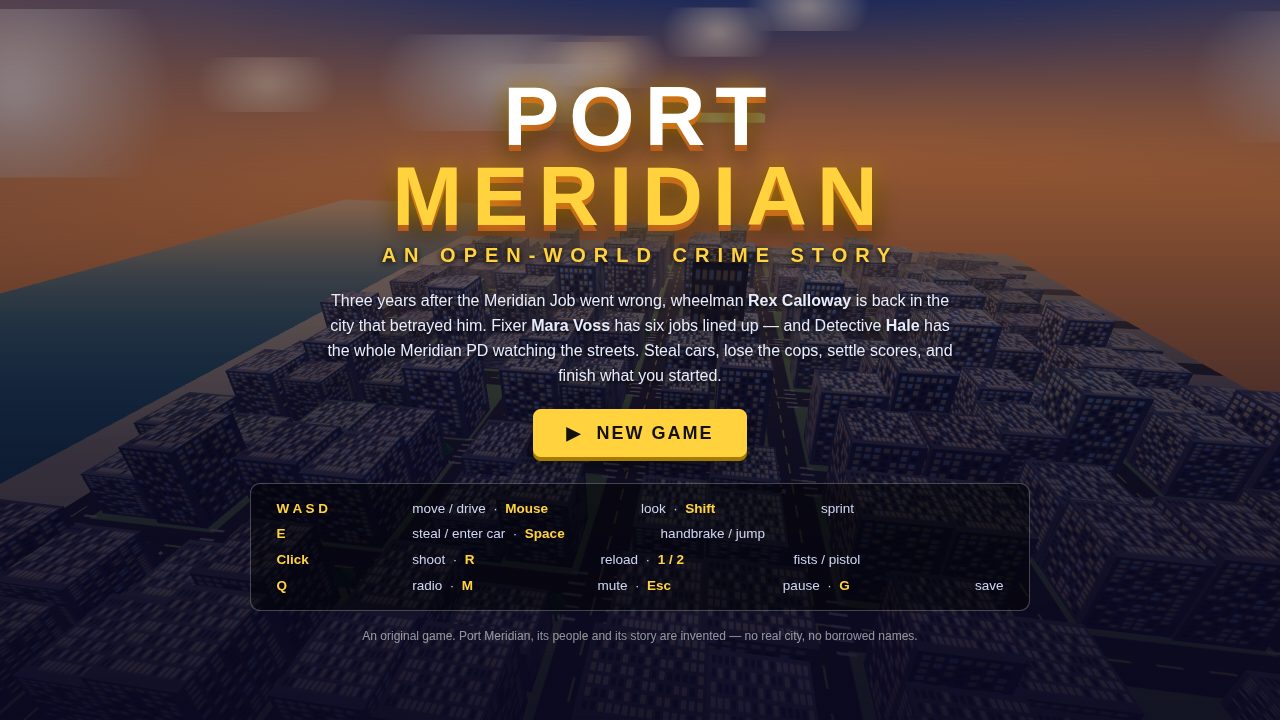 PORT
MERIDIAN
AN OPEN-WORLD CRIME STORY
Three years after the Meridian Job went wrong, wheelman Rex Calloway is back in the
city that betrayed him. Fixer Mara Voss has six jobs lined up — and Detective Hale has
the whole Meridian PD watching the streets. Steal cars, lose the cops, settle scores, and
finish what you started.
▶ NEW GAME
W A S D move / drive · Mouse look · Shift sprint
E steal / enter car · Space handbrake / jump
Click shoot · R reload · 1 / 2 fists / pistol
Q radio · M mute · Esc pause · G save
An original game. Port Meridian, its people and its story are invented — no real city, no borrowed names.